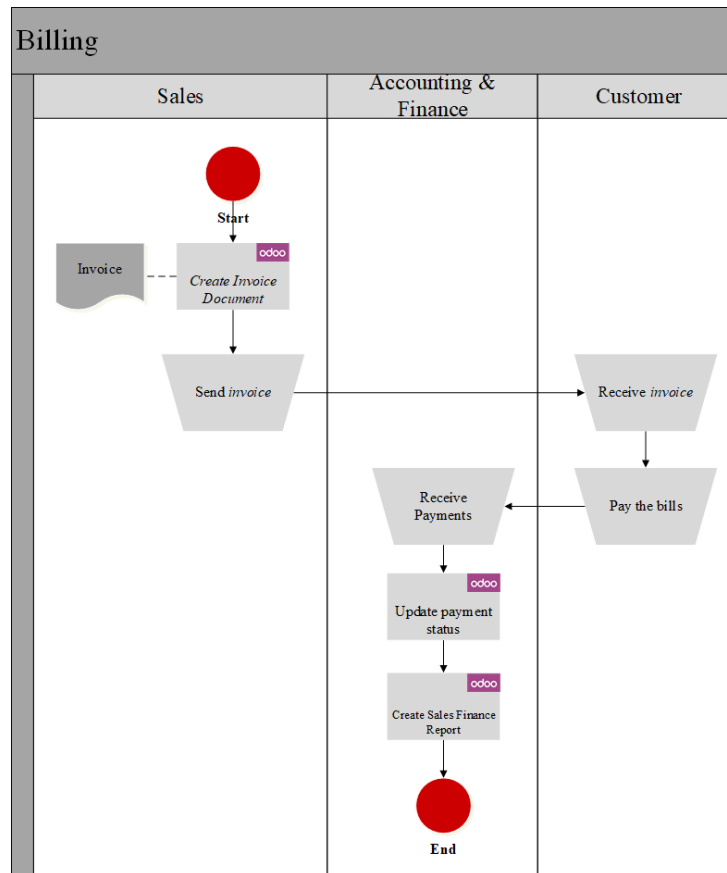 Billing
Sales
Accounting &
Finance
Customer
Start
odoo
Invoice
Create Invoice
Document
Send invoice
Receive invoice
Receive
Payments
Pay the bills
odoo
Update payment
status
odoo
Create Sales Finance
Report
End